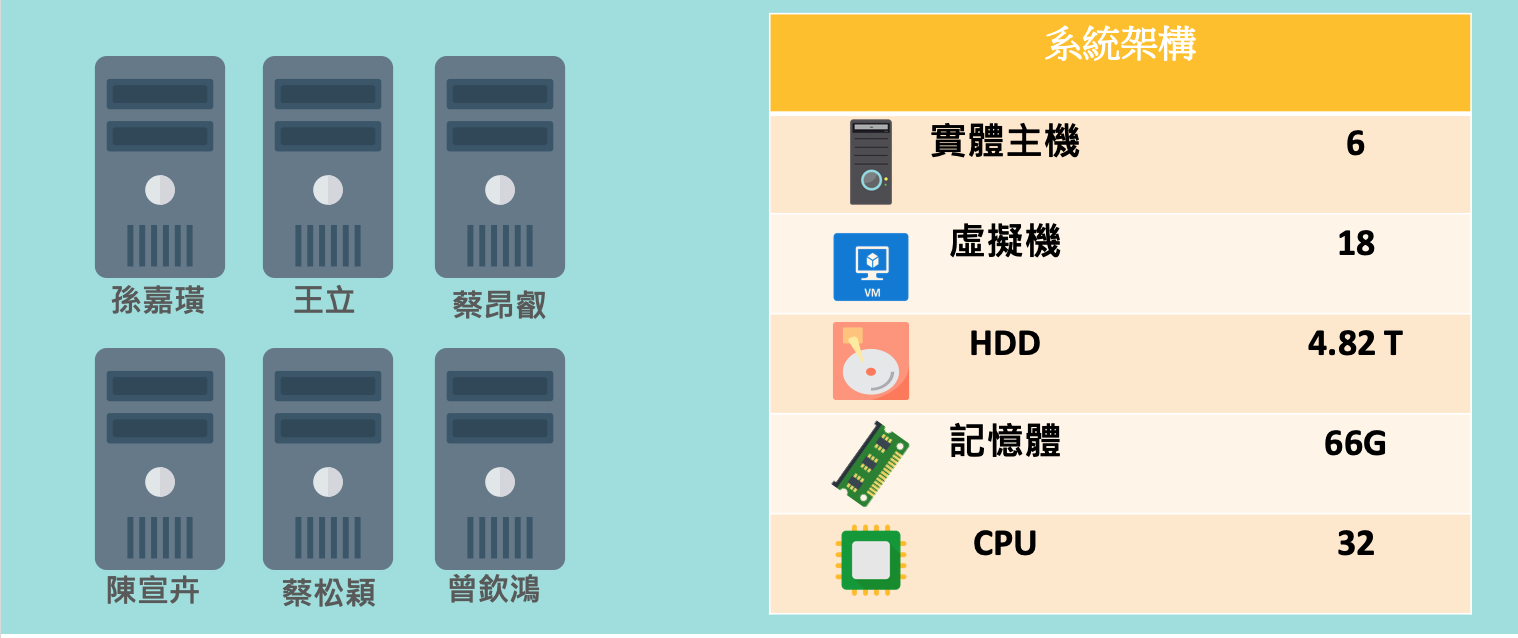 孫嘉璜
王立
蔡昂叡
陳宣卉
蔡松穎
曾欽鴻
系統架構
實體主機 6
VM
虛擬機 18
HDD 4.82 T
記憶體 66G
CPU 32